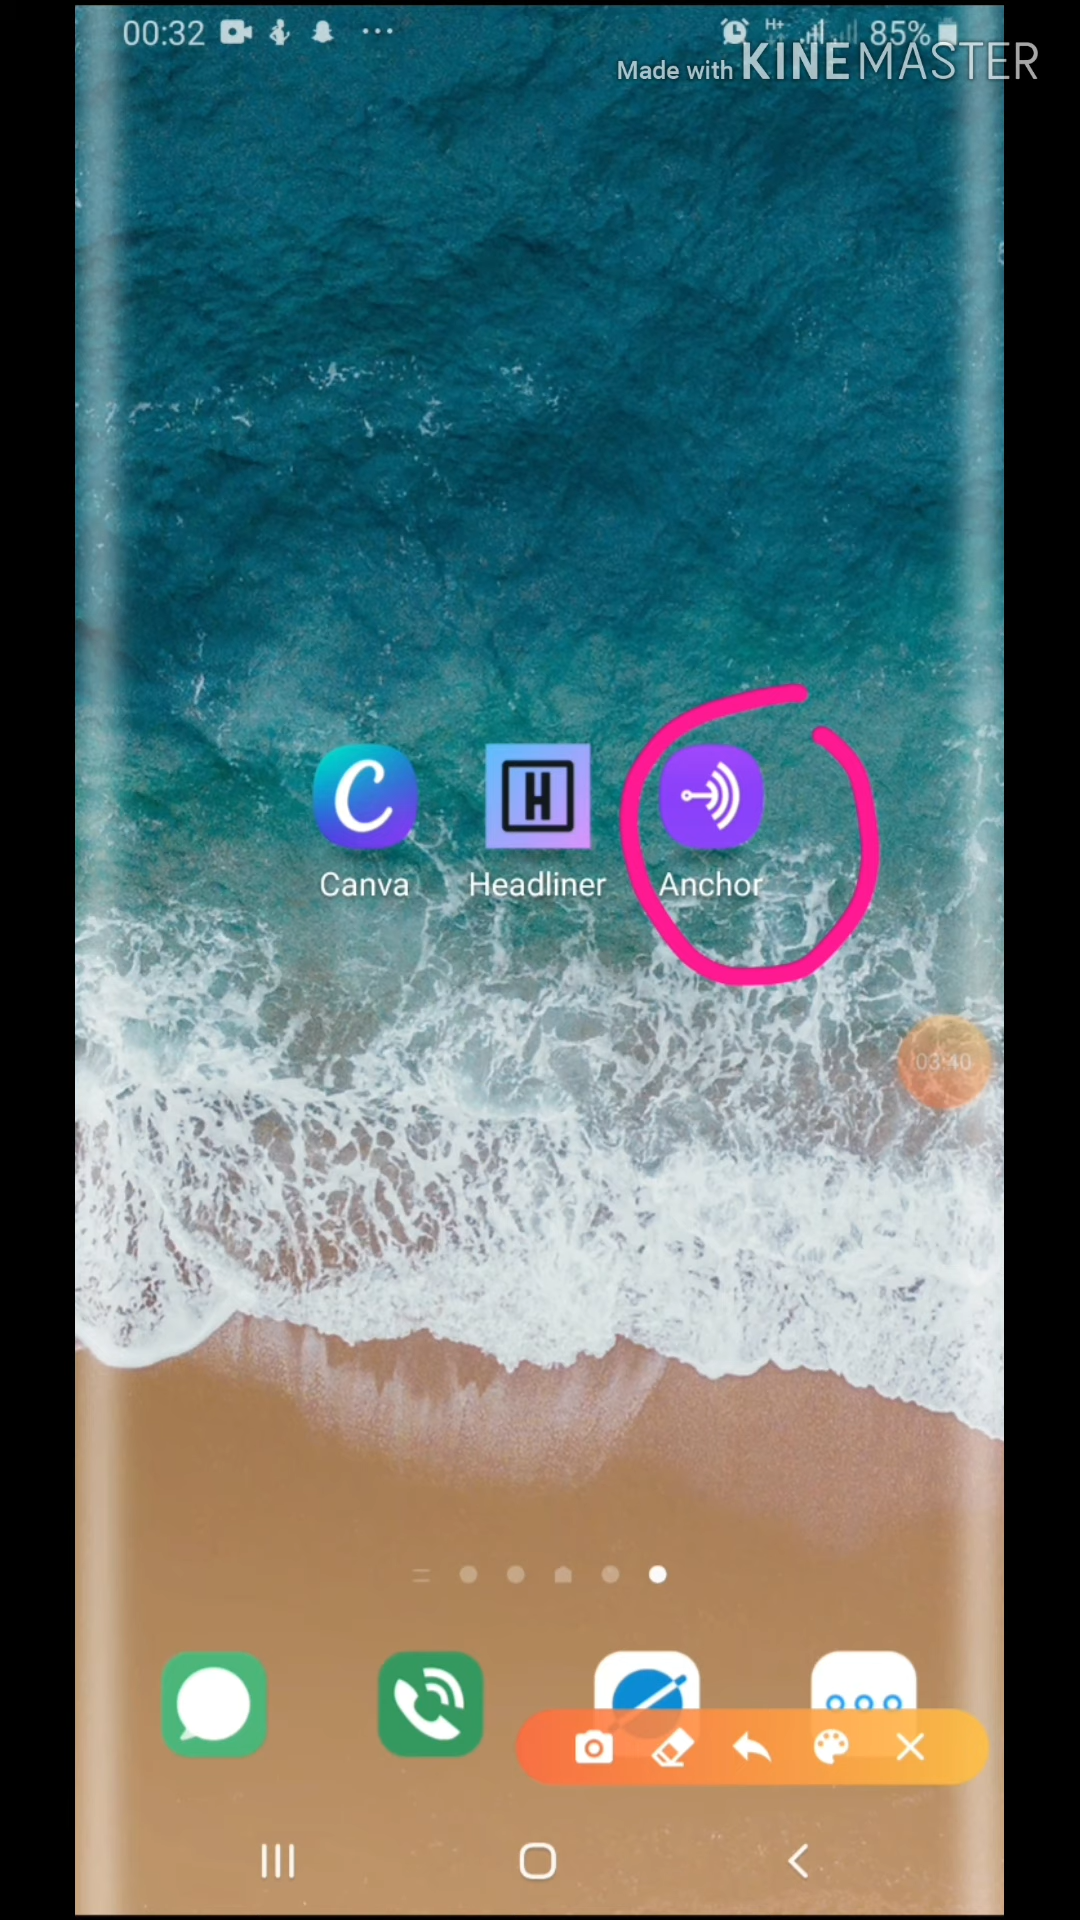 00:32 H+ 85%
Made with KINEMASTER
C H
Canva Headliner Anchor
03:40